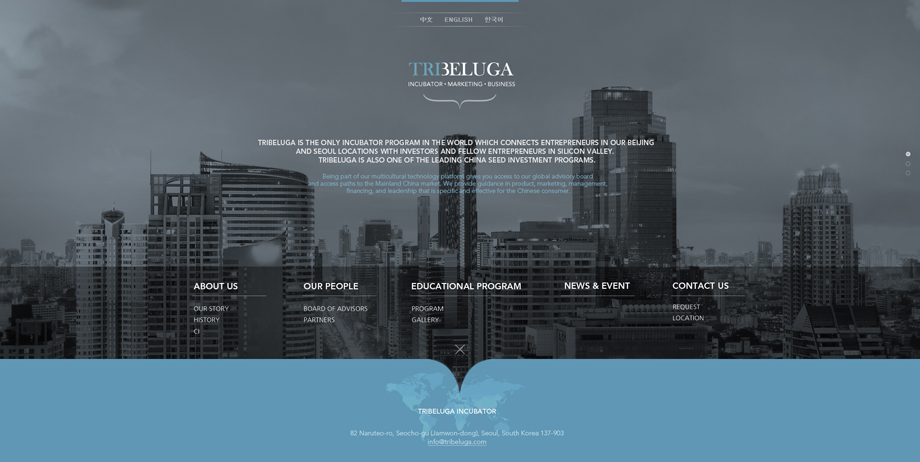 中文 ENGLISH 한국어
TRIBELUGA
INCUBATOR • MARKETING • BUSINESS
TRIBELUGA IS THE ONLY INCUBATOR PROGRAM IN THE WORLD WHICH CONNECTS ENTREPRENEURS IN OUR BEIJING
AND SEOUL LOCATIONS WITH INVESTORS AND FELLOW ENTREPRENEURS IN SILICON VALLEY.
TRIBELUGA IS ALSO ONE OF THE LEADING CHINA SEED INVESTMENT PROGRAMS.
Being part of our multicultural technology platform gives you access to our global advisory board
and access paths to the Mainland China market. We provide guidance in product, marketing, management,
financing, and leadership that is specific and effective for the Chinese consumer.
ABOUT US
OUR STORY
HISTORY
CI
OUR PEOPLE
BOARD OF ADVISORS
PARTNERS
EDUCATIONAL PROGRAM
PROGRAM
GALLERY
NEWS & EVENT
CONTACT US
REQUEST
LOCATION
TRIBELUGA INCUBATOR
82 Naruteo-ro, Seocho-gu (Jamwon-dong), Seoul, South Korea 137-903
info@tribeluga.com